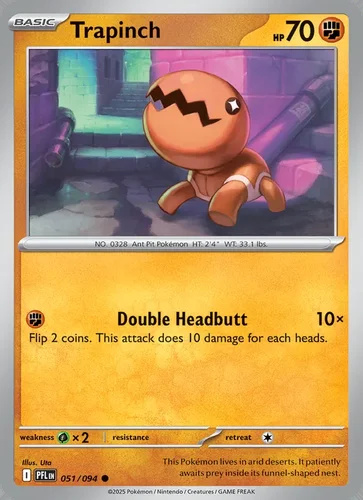 BASIC
Trapinch
HP 70
NO. 0328 Ant Pit Pokémon HT: 2'4" WT: 33.1 lbs.
Double Headbutt 10×
Flip 2 coins. This attack does 10 damage for each heads.
weakness ×2 resistance retreat
Illus. Uta
I PFL EN 051/094
This Pokémon lives in arid deserts. It patiently
awaits prey inside its funnel-shaped nest.
©2025 Pokémon / Nintendo / Creatures / GAME FREAK